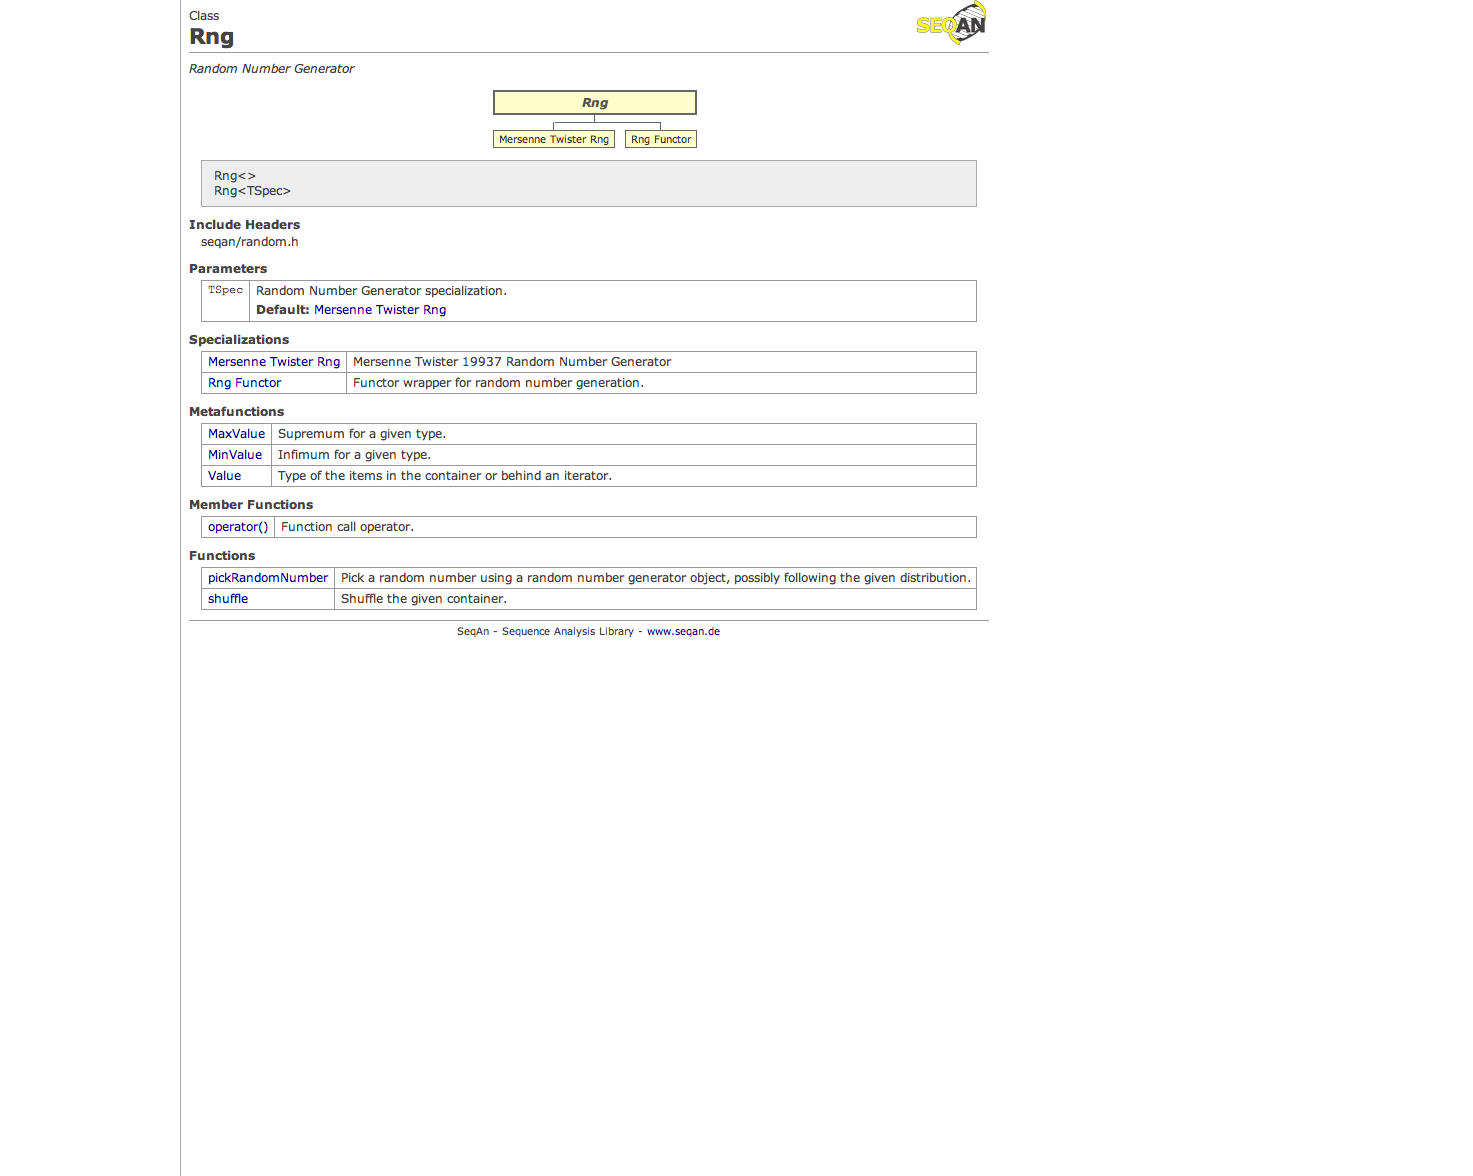 Class
SEQAN
Rng
Random Number Generator
Rng
Mersenne Twister Rng Rng Functor
Rng<>
Rng<TSpec>
Include Headers
seqan/random.h
Parameters
TSpec Random Number Generator specialization.
Default: Mersenne Twister Rng
Specializations
Mersenne Twister Rng Mersenne Twister 19937 Random Number Generator
Rng Functor Functor wrapper for random number generation.
Metafunctions
MaxValue Supremum for a given type.
MinValue Infimum for a given type.
Value Type of the items in the container or behind an iterator.
Member Functions
operator() Function call operator.
Functions
pickRandomNumber Pick a random number using a random number generator object, possibly following the given distribution.
shuffle Shuffle the given container.
SeqAn - Sequence Analysis Library - www.seqan.de